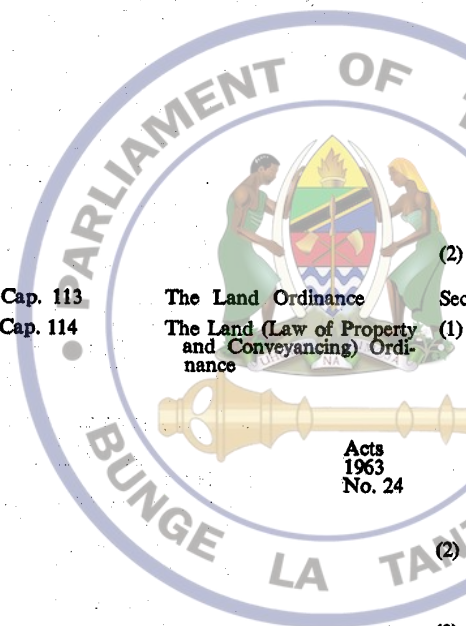 PARLIAMENT OF
(2)
Cap. 113 The Land Ordinance
Cap. 114 The Land (Law of Property (1)
and Conveyancing) Ordi-
nance
NA
Acts
1963
No. 24
(2)
BUNGE LA